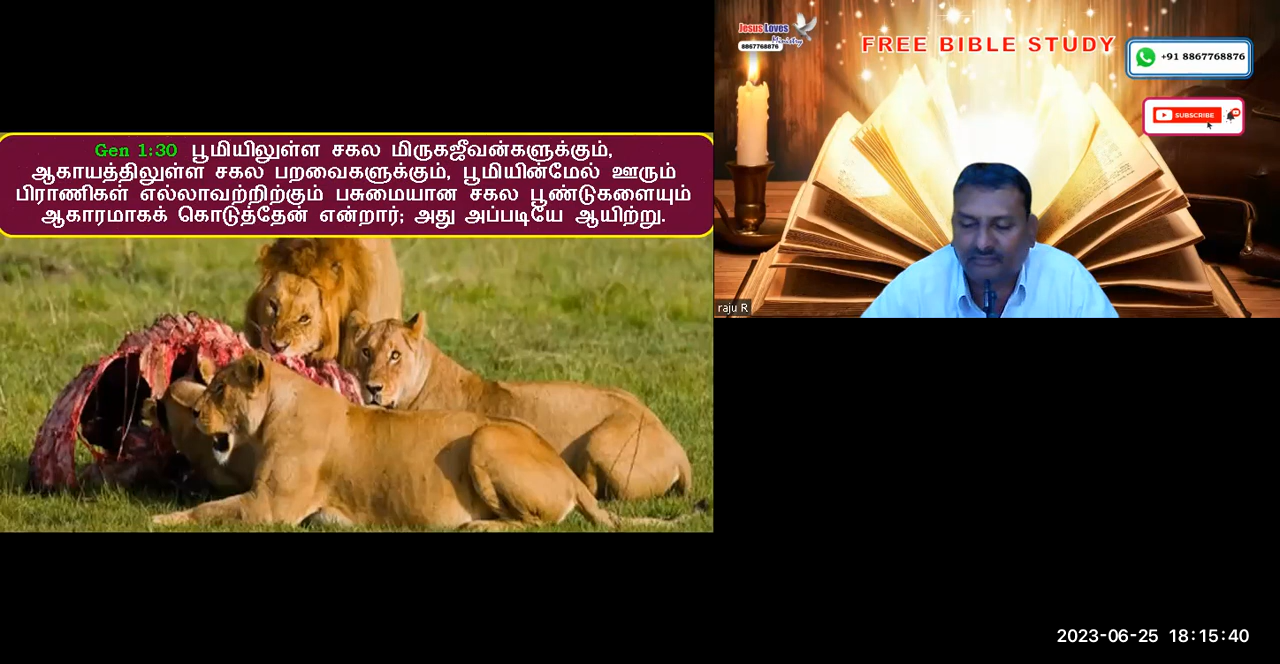 Gen 1:30 பூமியிலுள்ள சகல மிருகஜீவன்களுக்கும்,
ஆகாயத்திலுள்ள சகல பறவைகளுக்கும், பூமியின்மேல் ஊரும்
பிராணிகள் எல்லாவற்றிற்கும் பசுமையான சகல பூண்டுகளையும்
ஆகாரமாகக் கொடுத்தேன் என்றார்; அது அப்படியே ஆயிற்று.
Jesus Loves
Ministry
8867768876
FREE BIBLE STUDY
+91 8867768876
SUBSCRIBE
raju R
2023-06-25 18:15:40